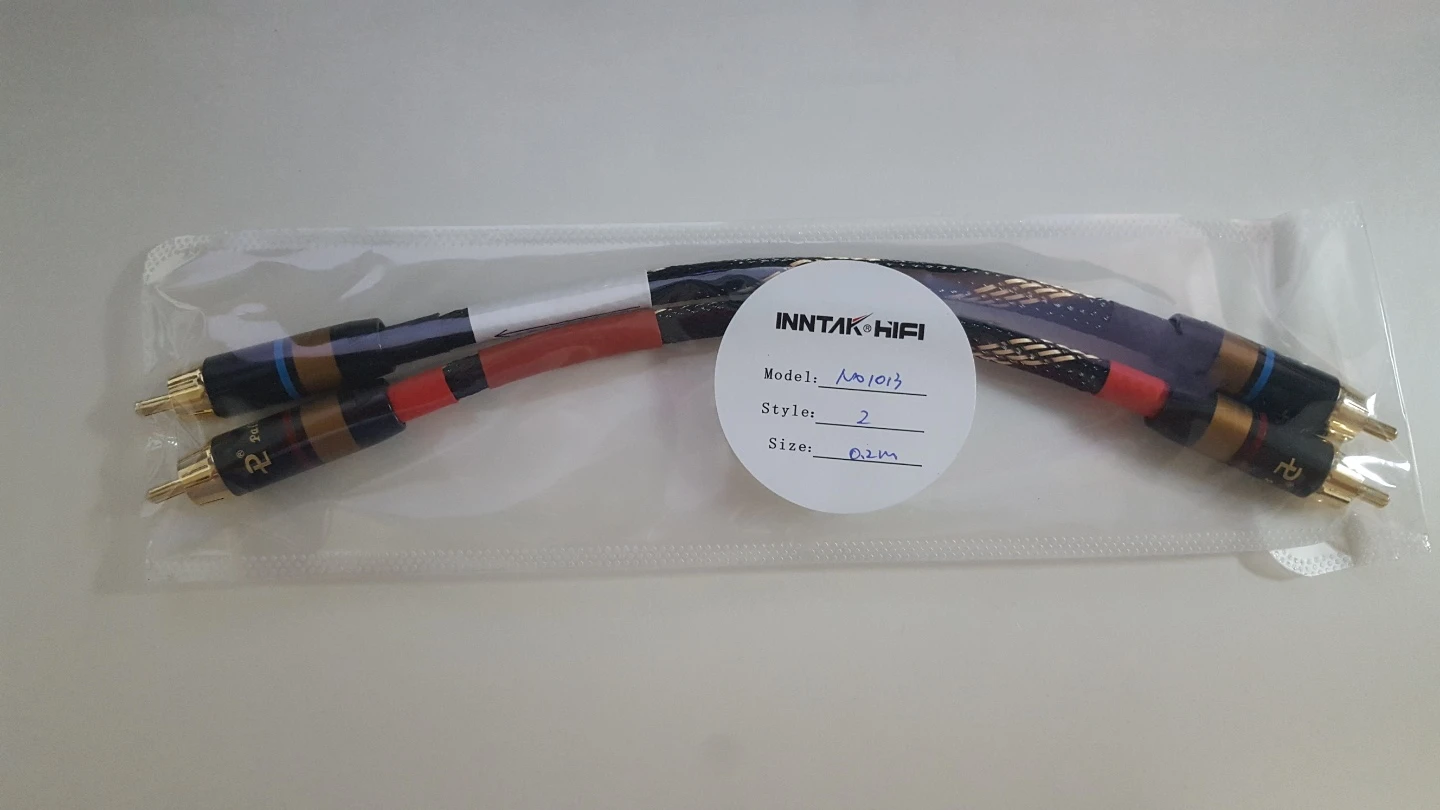 INNTAK® HIFI
Model: NO1013
Style: 2
Size: 0.2m